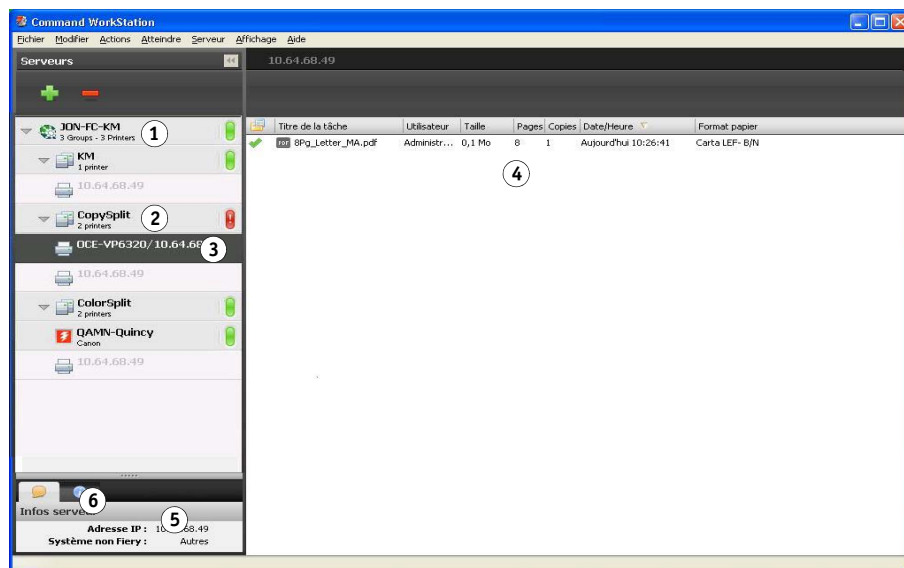 Command WorkStation
Fichier Modifier Actions Atteindre Serveur Affichage Aide
Serveurs
10.64.68.49
JON-FC-KM
3 Groups - 3 Printers
1
KM
1 printer
10.64.68.49
CopySplit
2 printers
2
OCE-VP6320/10.64.68
3
10.64.68.49
ColorSplit
2 printers
QAMN-Quincy
Canon
10.64.68.49
Titre de la tâche Utilisateur Taille Pages Copies Date/Heure Format papier
PDF 8Pg_Letter_MA.pdf Administr... 0,1 Mo 8 1 Aujourd'hui 10:26:41 Carta LEF- B/N
4
6
Infos serveur
5
Adresse IP : 10 68.49
Système non Fiery : Autres